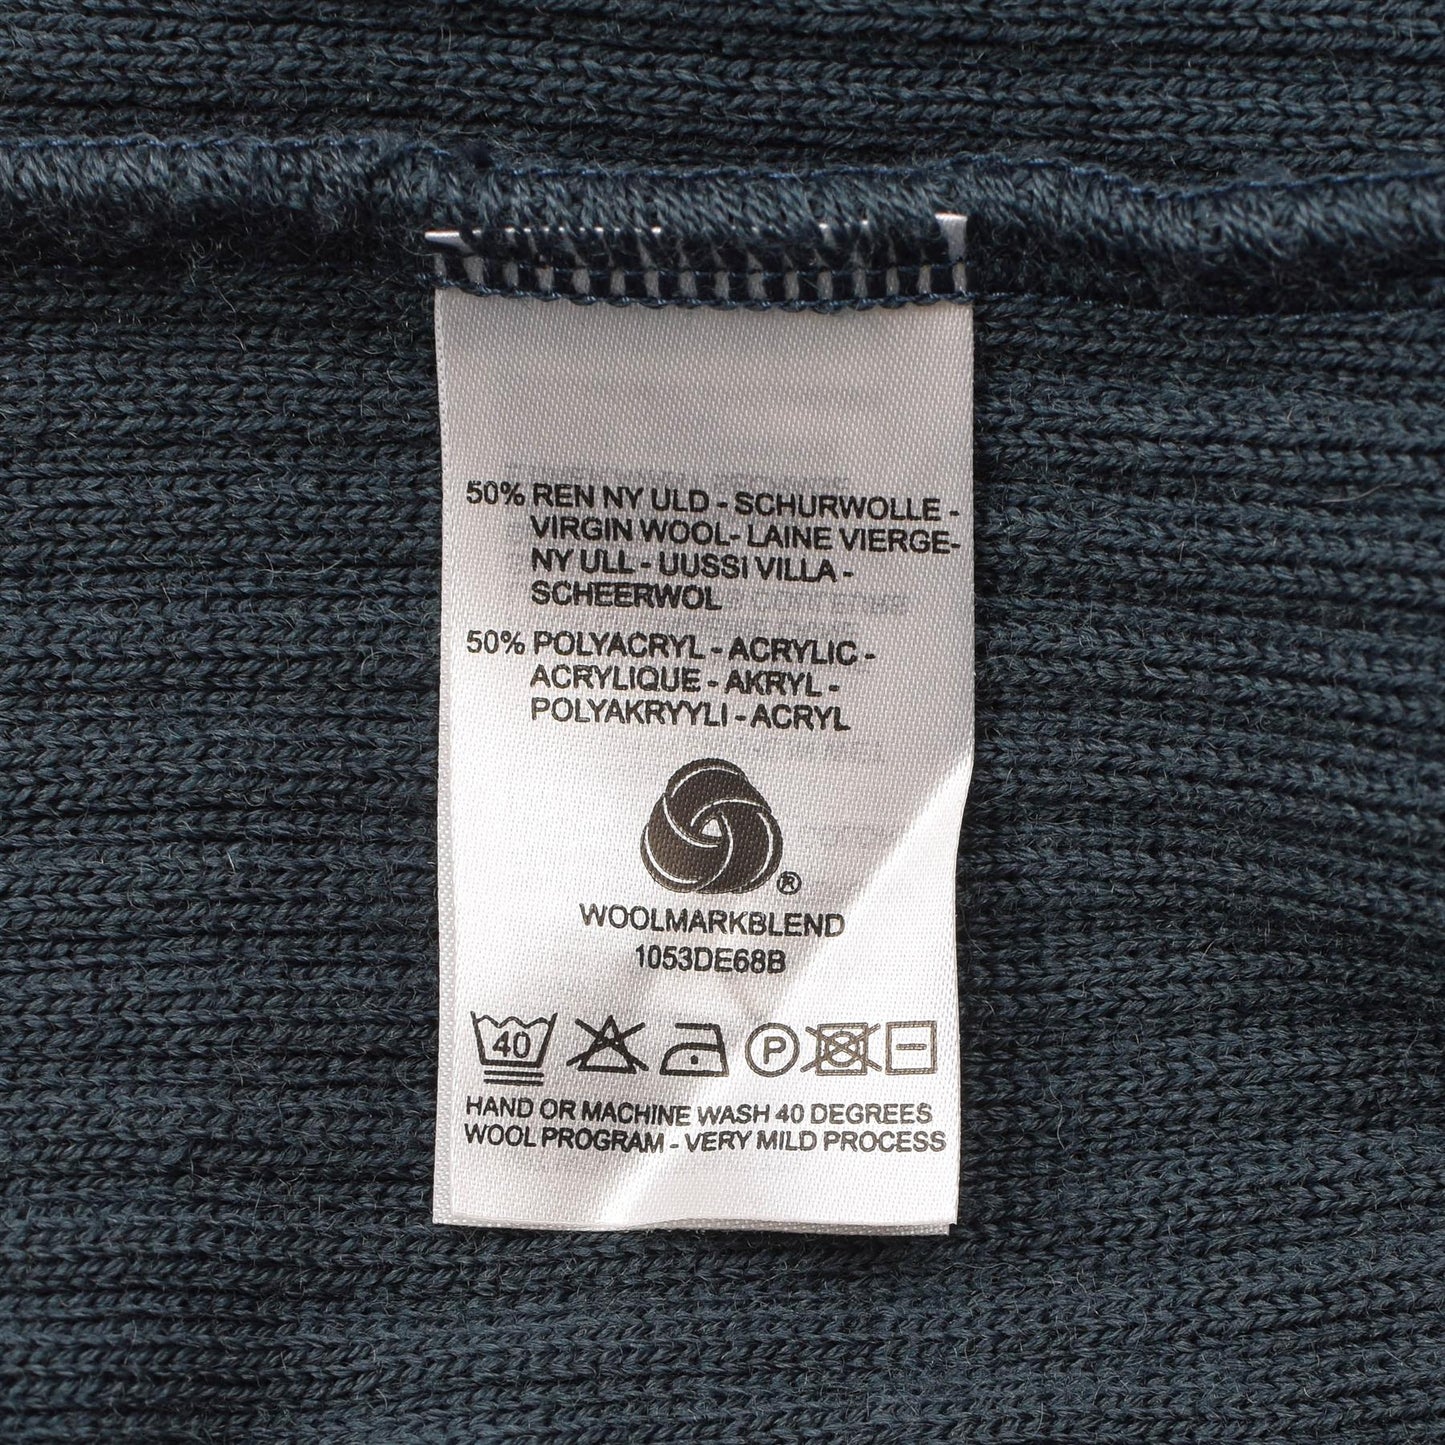 50% REN NY ULD - SCHURWOLLE -
VIRGIN WOOL- LAINE VIERGE-
NY ULL - UUSSI VILLA -
SCHEERWOL
50% POLYACRYL - ACRYLIC -
ACRYLIQUE - AKRYL -
POLYAKRYYLI - ACRYL
®
WOOLMARKBLEND
1053DE68B
40 P
HAND OR MACHINE WASH 40 DEGREES
WOOL PROGRAM - VERY MILD PROCESS